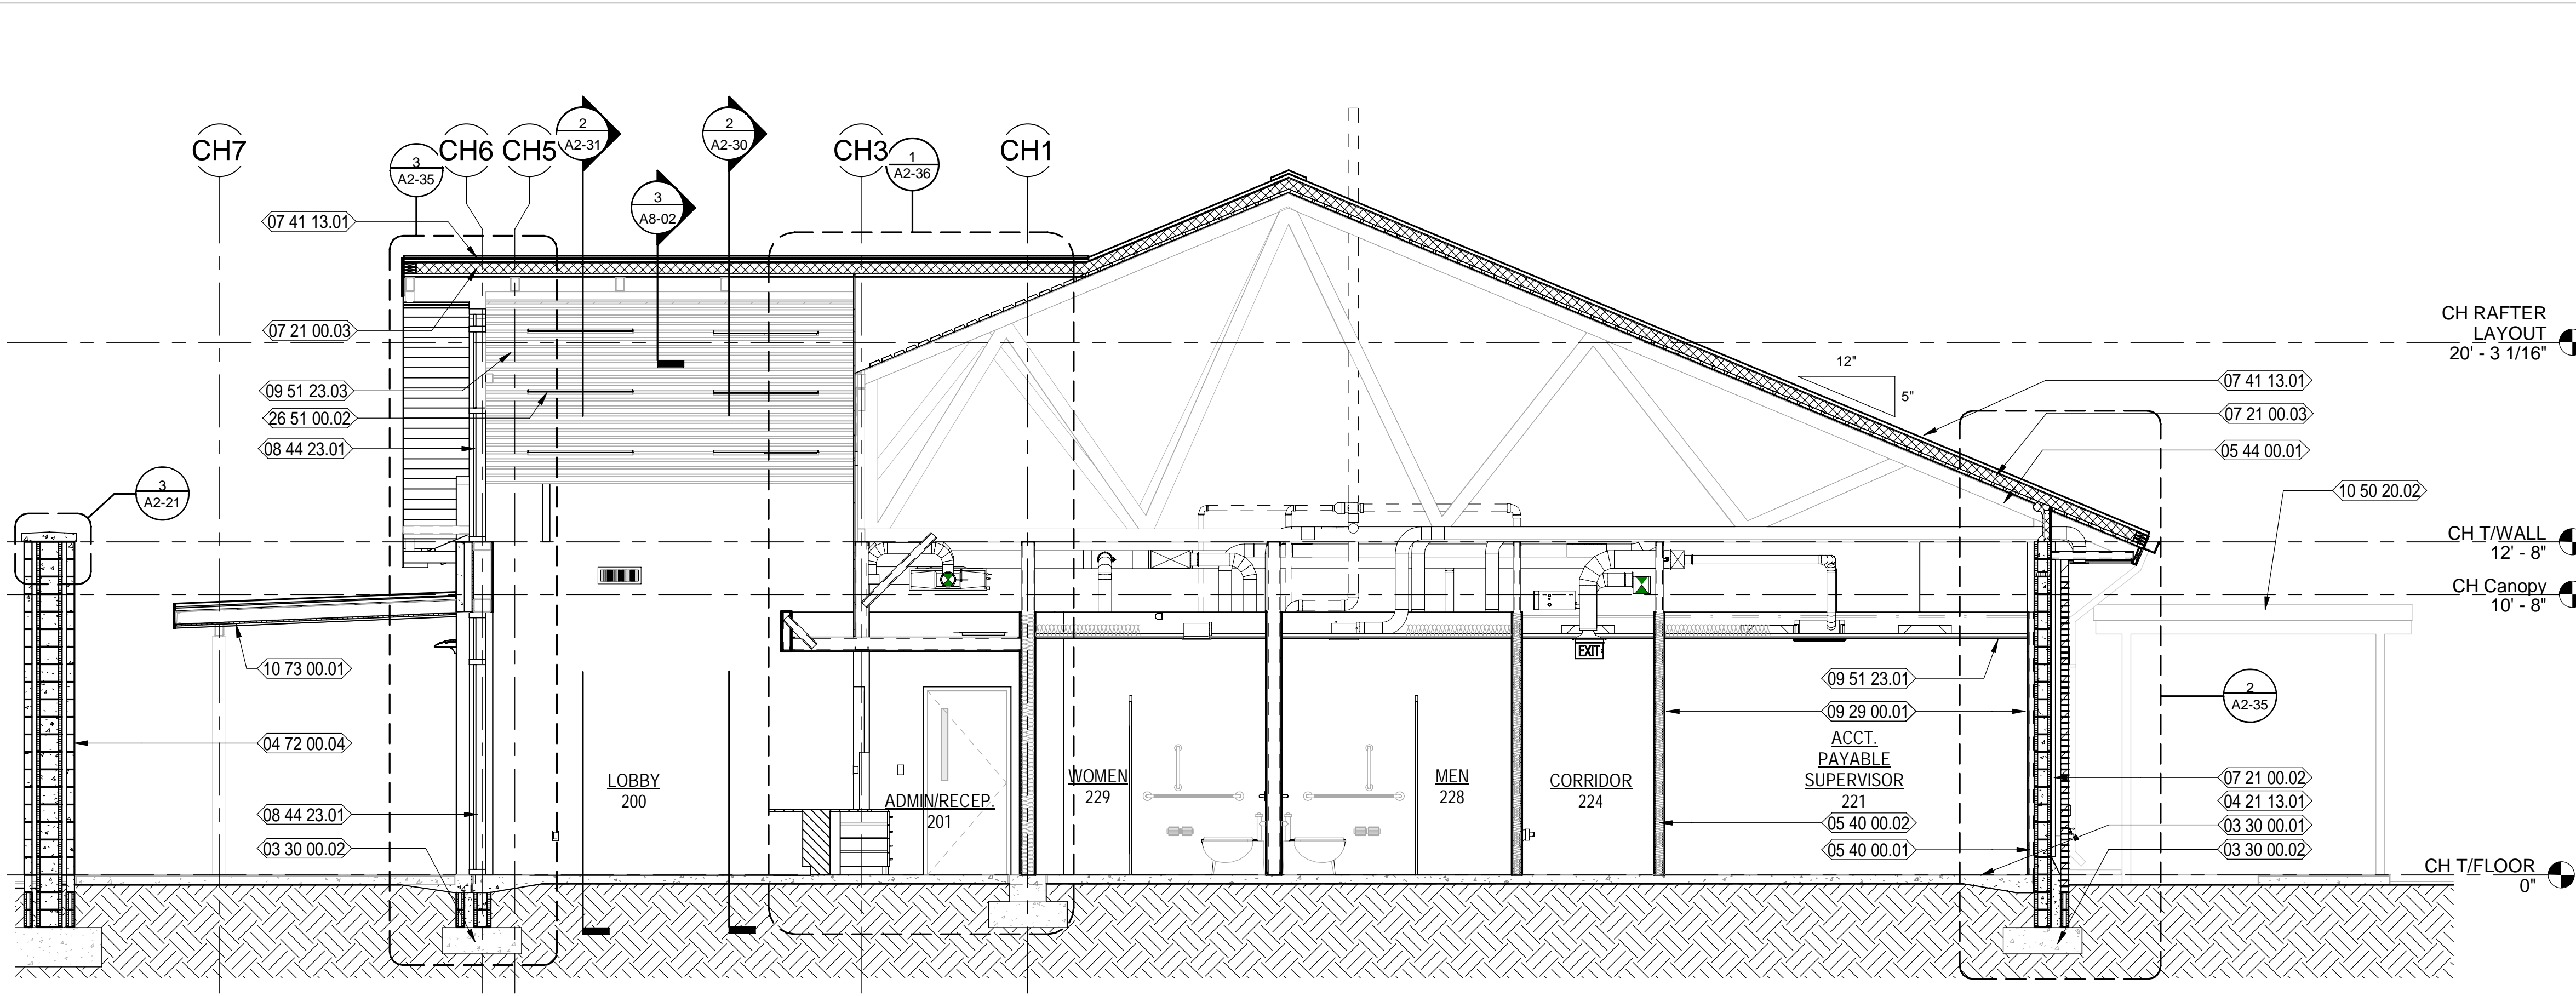 2
A2-31
2
A2-30
CH7
3
A2-35
CH6
CH5
CH3
1
A2-36
CH1
3
A8-02
07 41 13.01
07 21 00.03
09 51 23.03
26 51 00.02
08 44 23.01
3
A2-21
10 73 00.01
04 72 00.04
08 44 23.01
03 30 00.02
LOBBY
200
ADMIN/RECEP.
201
WOMEN
229
MEN
228
EXIT
CORRIDOR
224
12"
5"
09 51 23.01
09 29 00.01
ACCT.
PAYABLE
SUPERVISOR
221
05 40 00.02
05 40 00.01
CH RAFTER
LAYOUT
20' - 3 1/16"
07 41 13.01
07 21 00.03
05 44 00.01
10 50 20.02
CH T/WALL
12' - 8"
CH Canopy
10' - 8"
2
A2-35
07 21 00.02
04 21 13.01
03 30 00.01
03 30 00.02
CH T/FLOOR
0"